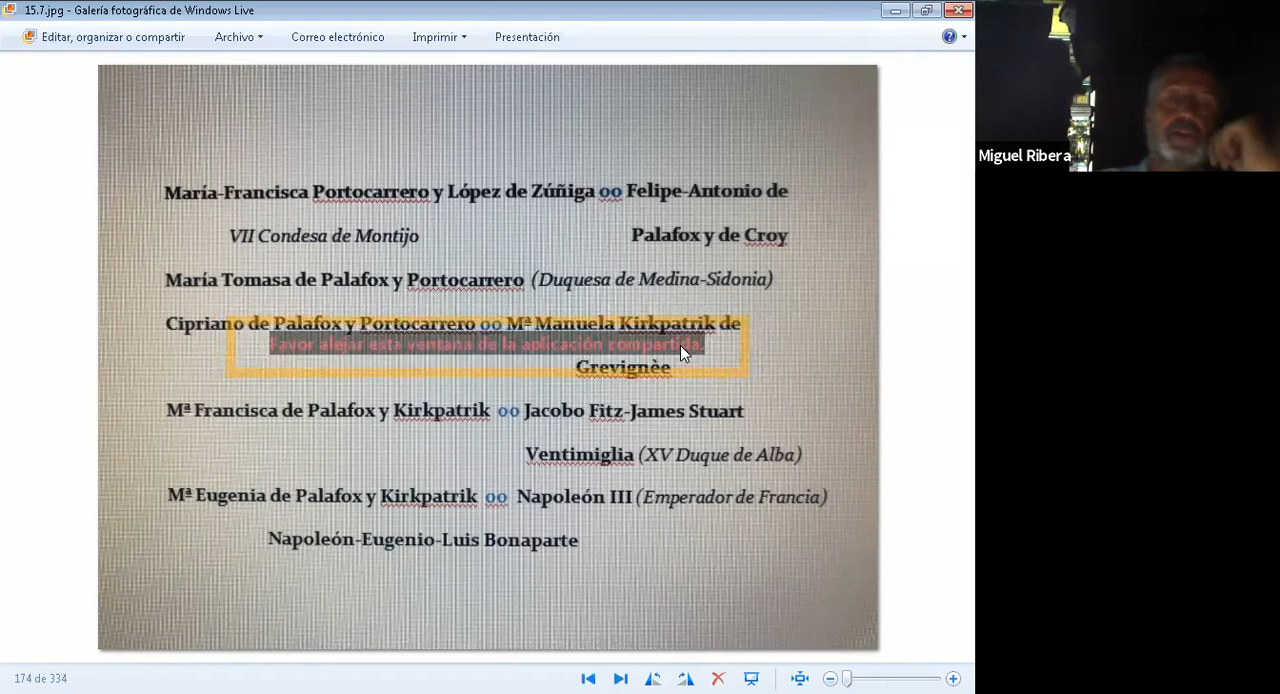 15.7.jpg - Galería fotográfica de Windows Live
Editar, organizar o compartir Archivo Correo electrónico Imprimir Presentación
Miguel Ribera
María-Francisca Portocarrero y López de Zúñiga oo Felipe-Antonio de
VII Condesa de Montijo Palafox y de Croy
María Tomasa de Palafox y Portocarrero (Duquesa de Medina-Sidonia)
Cipriano de Palafox y Portocarrero oo Mª Manuela Kirkpatrik de
Favor alejar esta ventana de la aplicación compartida.
Grevignèe
Mª Francisca de Palafox y Kirkpatrik oo Jacobo Fitz-James Stuart
Ventimiglia (XV Duque de Alba)
Mª Eugenia de Palafox y Kirkpatrik oo Napoleón III (Emperador de Francia)
Napoleón-Eugenio-Luis Bonaparte
174 de 334